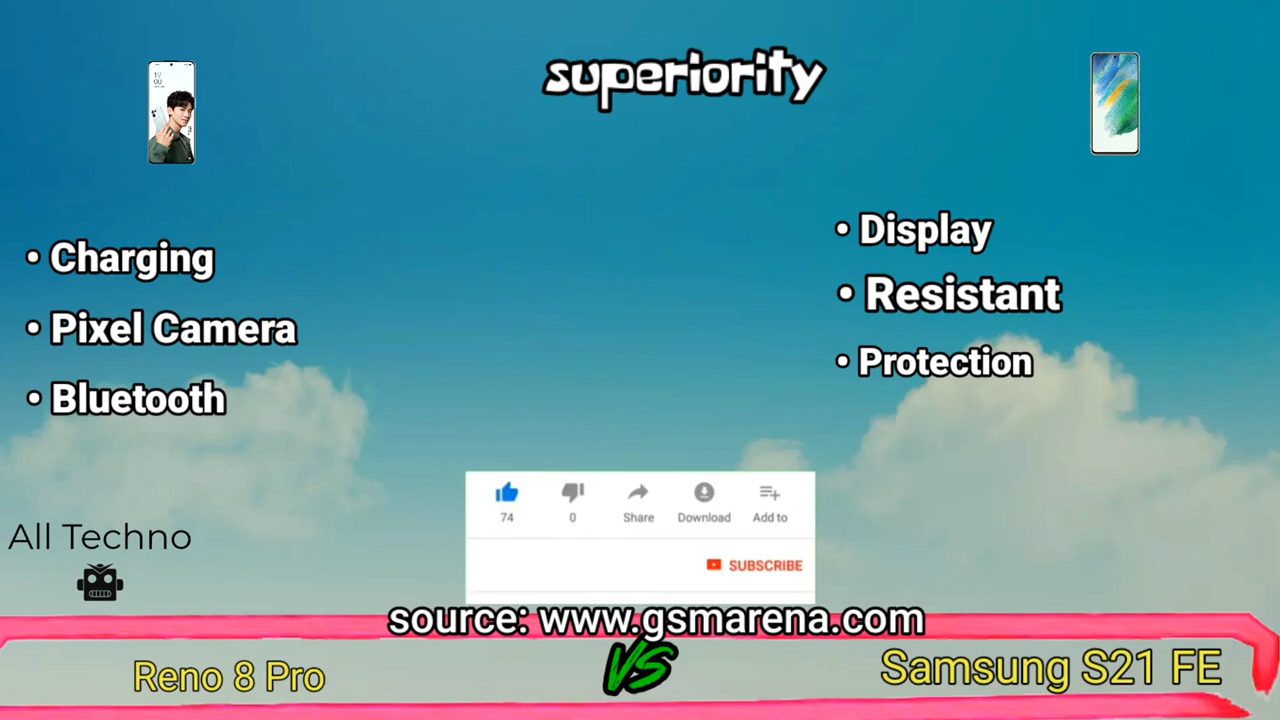 superiority
• Charging
• Pixel Camera
• Bluetooth
• Display
• Resistant
• Protection
All Techno
74
0
Share
Download
Add to
SUBSCRIBE
source: www.gsmarena.com
Reno 8 Pro
VS
Samsung S21 FE